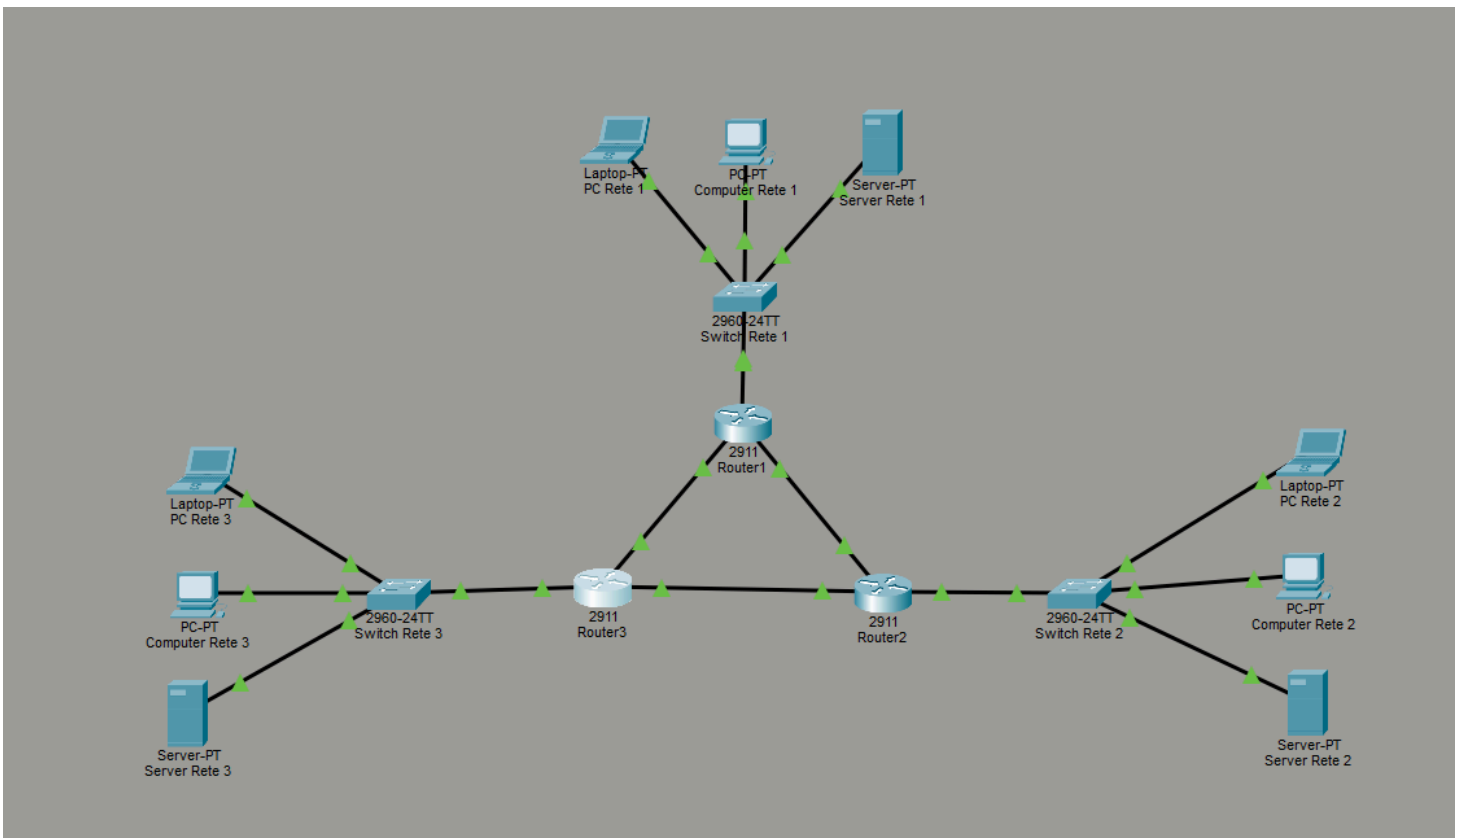 Laptop-PT
PC Rete 1
PC-PT
Computer Rete 1
Server-PT
Server Rete 1
2960-24TT
Switch Rete 1
2911
Router1
Laptop-PT
PC Rete 3
PC-PT
Computer Rete 3
Server-PT
Server Rete 3
2960-24TT
Switch Rete 3
2911
Router3
2911
Router2
2960-24TT
Switch Rete 2
Laptop-PT
PC Rete 2
PC-PT
Computer Rete 2
Server-PT
Server Rete 2